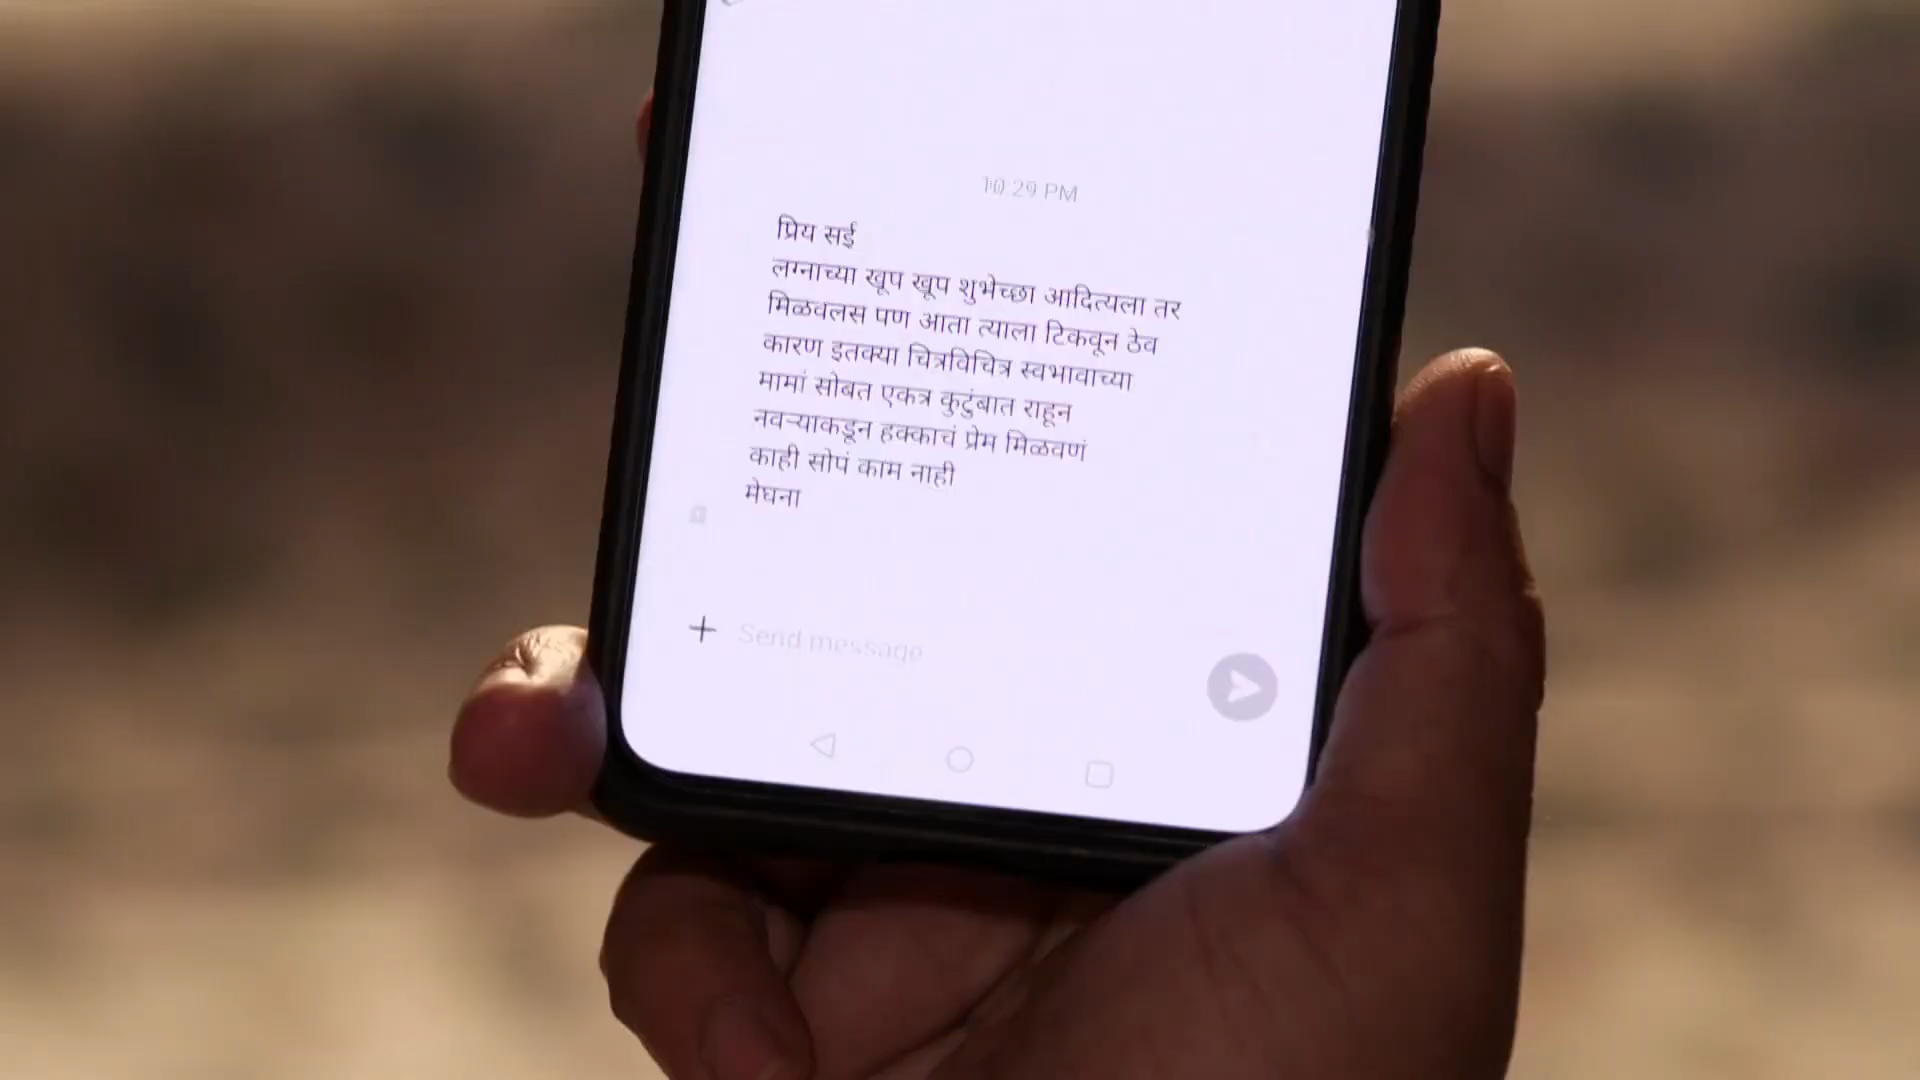 10:29 PM
प्रिय सई
लग्नाच्या खूप खूप शुभेच्छा आदित्यला तर
मिळवलस पण आता त्याला टिकवून ठेव
कारण इतक्या चित्रविचित्र स्वभावाच्या
मामां सोबत एकत्र कुटुंबात राहून
नवऱ्याकडून हक्काचं प्रेम मिळवणं
काही सोपं काम नाही
मेघना
Send message